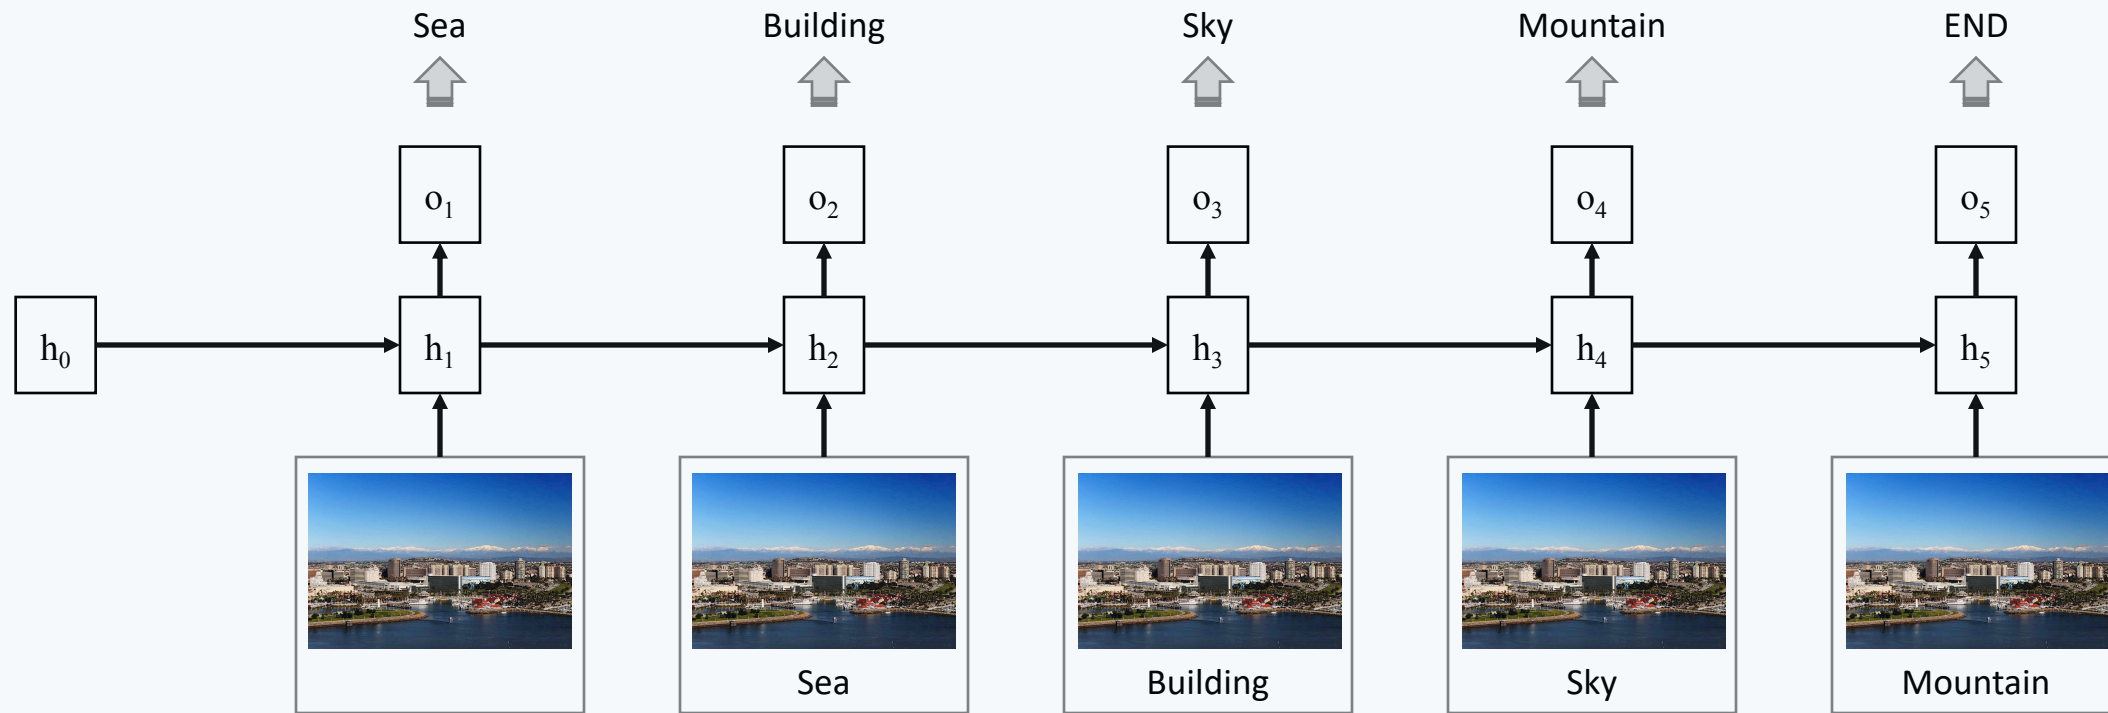 Sea Building Sky Mountain END
o₁ o₂ o₃ o₄ o₅
h₀ h₁ h₂ h₃ h₄ h₅
Sea Building Sky Mountain